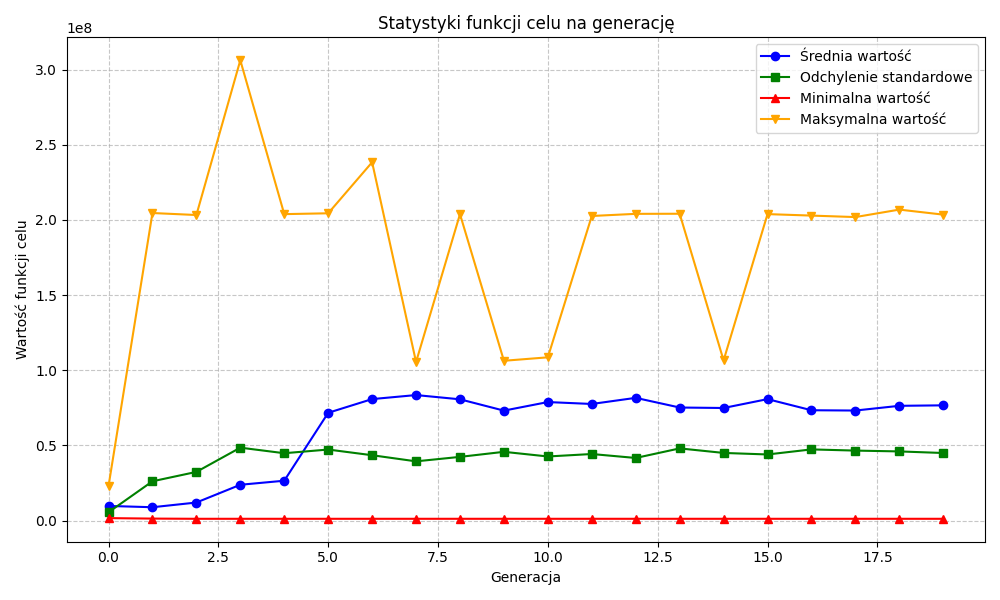 Statystyki funkcji celu na generację
1e8
Średnia wartość
Odchylenie standardowe
Minimalna wartość
Maksymalna wartość
3.0
2.5
2.0
1.5
1.0
0.5
0.0
Wartość funkcji celu
0.0 2.5 5.0 7.5 10.0 12.5 15.0 17.5
Generacja